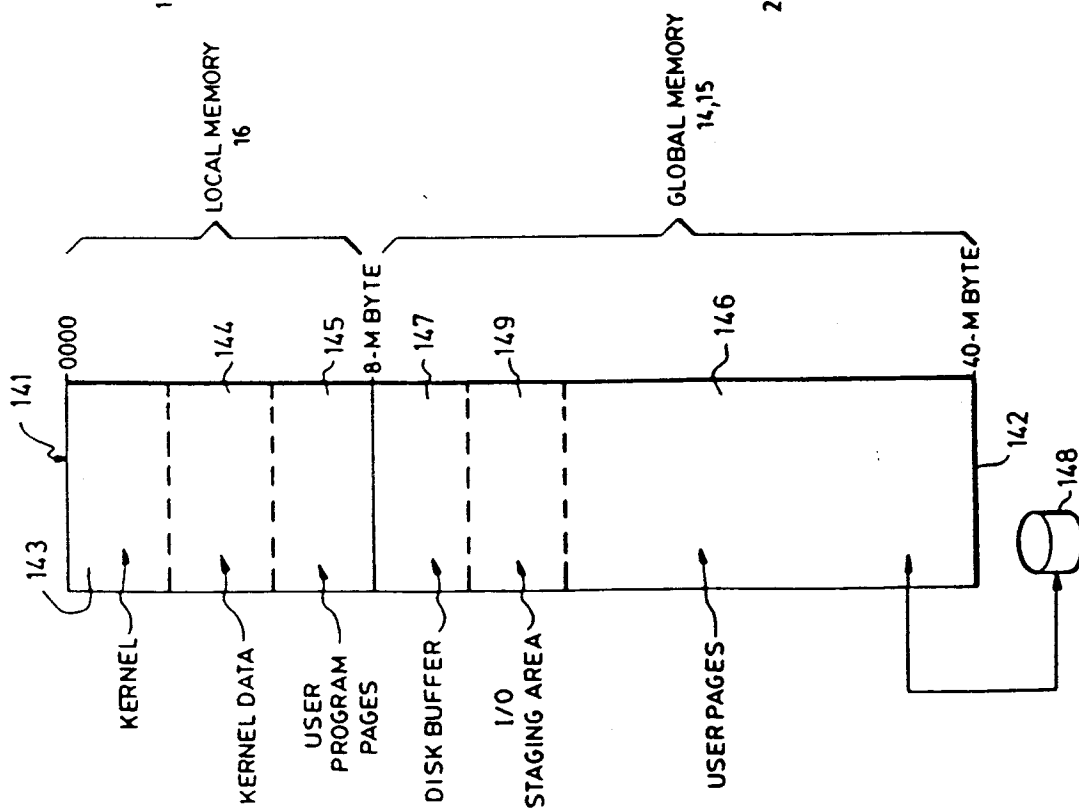 141
143
0000
KERNEL
144
KERNEL DATA
145
USER
PROGRAM
PAGES
8-M BYTE
LOCAL MEMORY
16
1
147
DISK BUFFER
149
I/O
STAGING AREA
146
USER PAGES
GLOBAL MEMORY
14,15
2
40-M BYTE
142
148